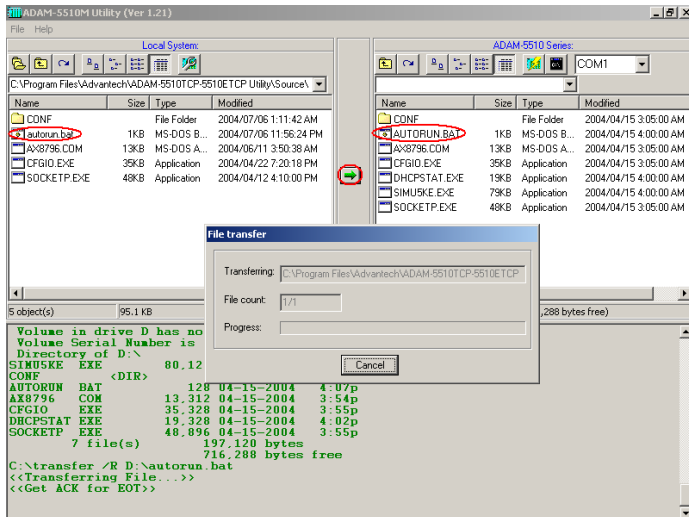 ADAM-5510M Utility (Ver 1.21)
File Help
Local System:
C:\Program Files\Advantech\ADAM-5510TCP-5510ETCP Utility\Source\
Name Size Type Modified
CONF File Folder 2004/07/06 1:11:42 AM
autorun.bat 1KB MS-DOS B... 2004/07/06 11:56:24 PM
AX8796.COM 13KB MS-DOS A... 2004/06/11 3:50:38 AM
CFGIO.EXE 35KB Application 2004/04/22 7:20:18 PM
SOCKETP.EXE 48KB Application 2004/04/12 4:10:00 PM
5 object(s) 95.1 KB
ADAM-5510 Series:
COM1
Name Size Type Modified
CONF File Folder 2004/04/15 3:05:00 AM
AUTORUN.BAT 1KB MS-DOS B... 2004/04/15 4:00:00 AM
AX8796.COM 13KB MS-DOS A... 2004/04/15 3:05:00 AM
CFGIO.EXE 35KB Application 2004/04/15 3:05:00 AM
DHCPSTAT.EXE 19KB Application 2004/04/15 4:00:00 AM
SIMU5KE.EXE 79KB Application 2004/04/15 4:00:00 AM
SOCKETP.EXE 48KB Application 2004/04/15 3:05:00 AM
,288 bytes free)
File transfer
Transferring: C:\Program Files\Advantech\ADAM-5510TCP-5510ETCP
File count: 1/1
Progress:
Cancel
Volume in drive D has no
Volume Serial Number is
Directory of D:\
SIMU5KE EXE 80,12
CONF <DIR>
AUTORUN BAT 128 04-15-2004 4:07p
AX8796 COM 13,312 04-15-2004 3:54p
CFGIO EXE 35,328 04-15-2004 3:55p
DHCPSTAT EXE 19,328 04-15-2004 4:02p
SOCKETP EXE 48,896 04-15-2004 3:55p
7 file(s) 197,120 bytes
716,288 bytes free
C:\transfer /R D:\autorun.bat
<<Transferring File...>>
<<Get ACK for EOT>>